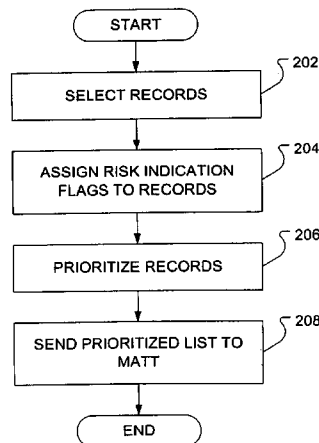 START
202
SELECT RECORDS
204
ASSIGN RISK INDICATION
FLAGS TO RECORDS
206
PRIORITIZE RECORDS
208
SEND PRIORITIZED LIST TO
MATT
END